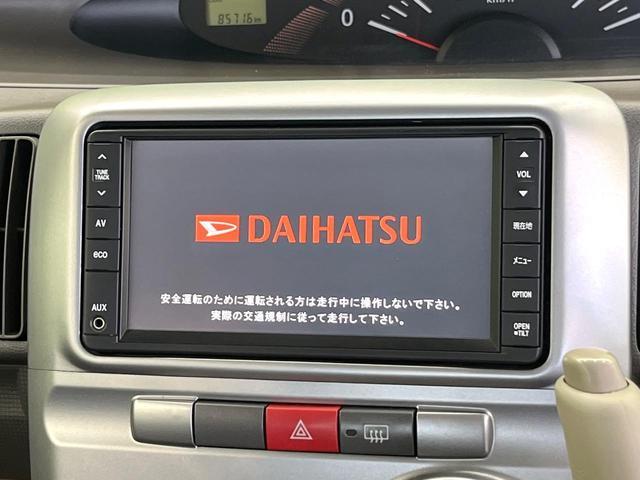 85716 km
0
km/h
TUNE
TRACK
AV
eco
AUX
DAIHATSU
安全運転のために運転される方は走行中に操作しないで下さい。
実際の交通規制に従って走行して下さい。
VOL
現在地
メニュー
OPTION
OPEN
TILT